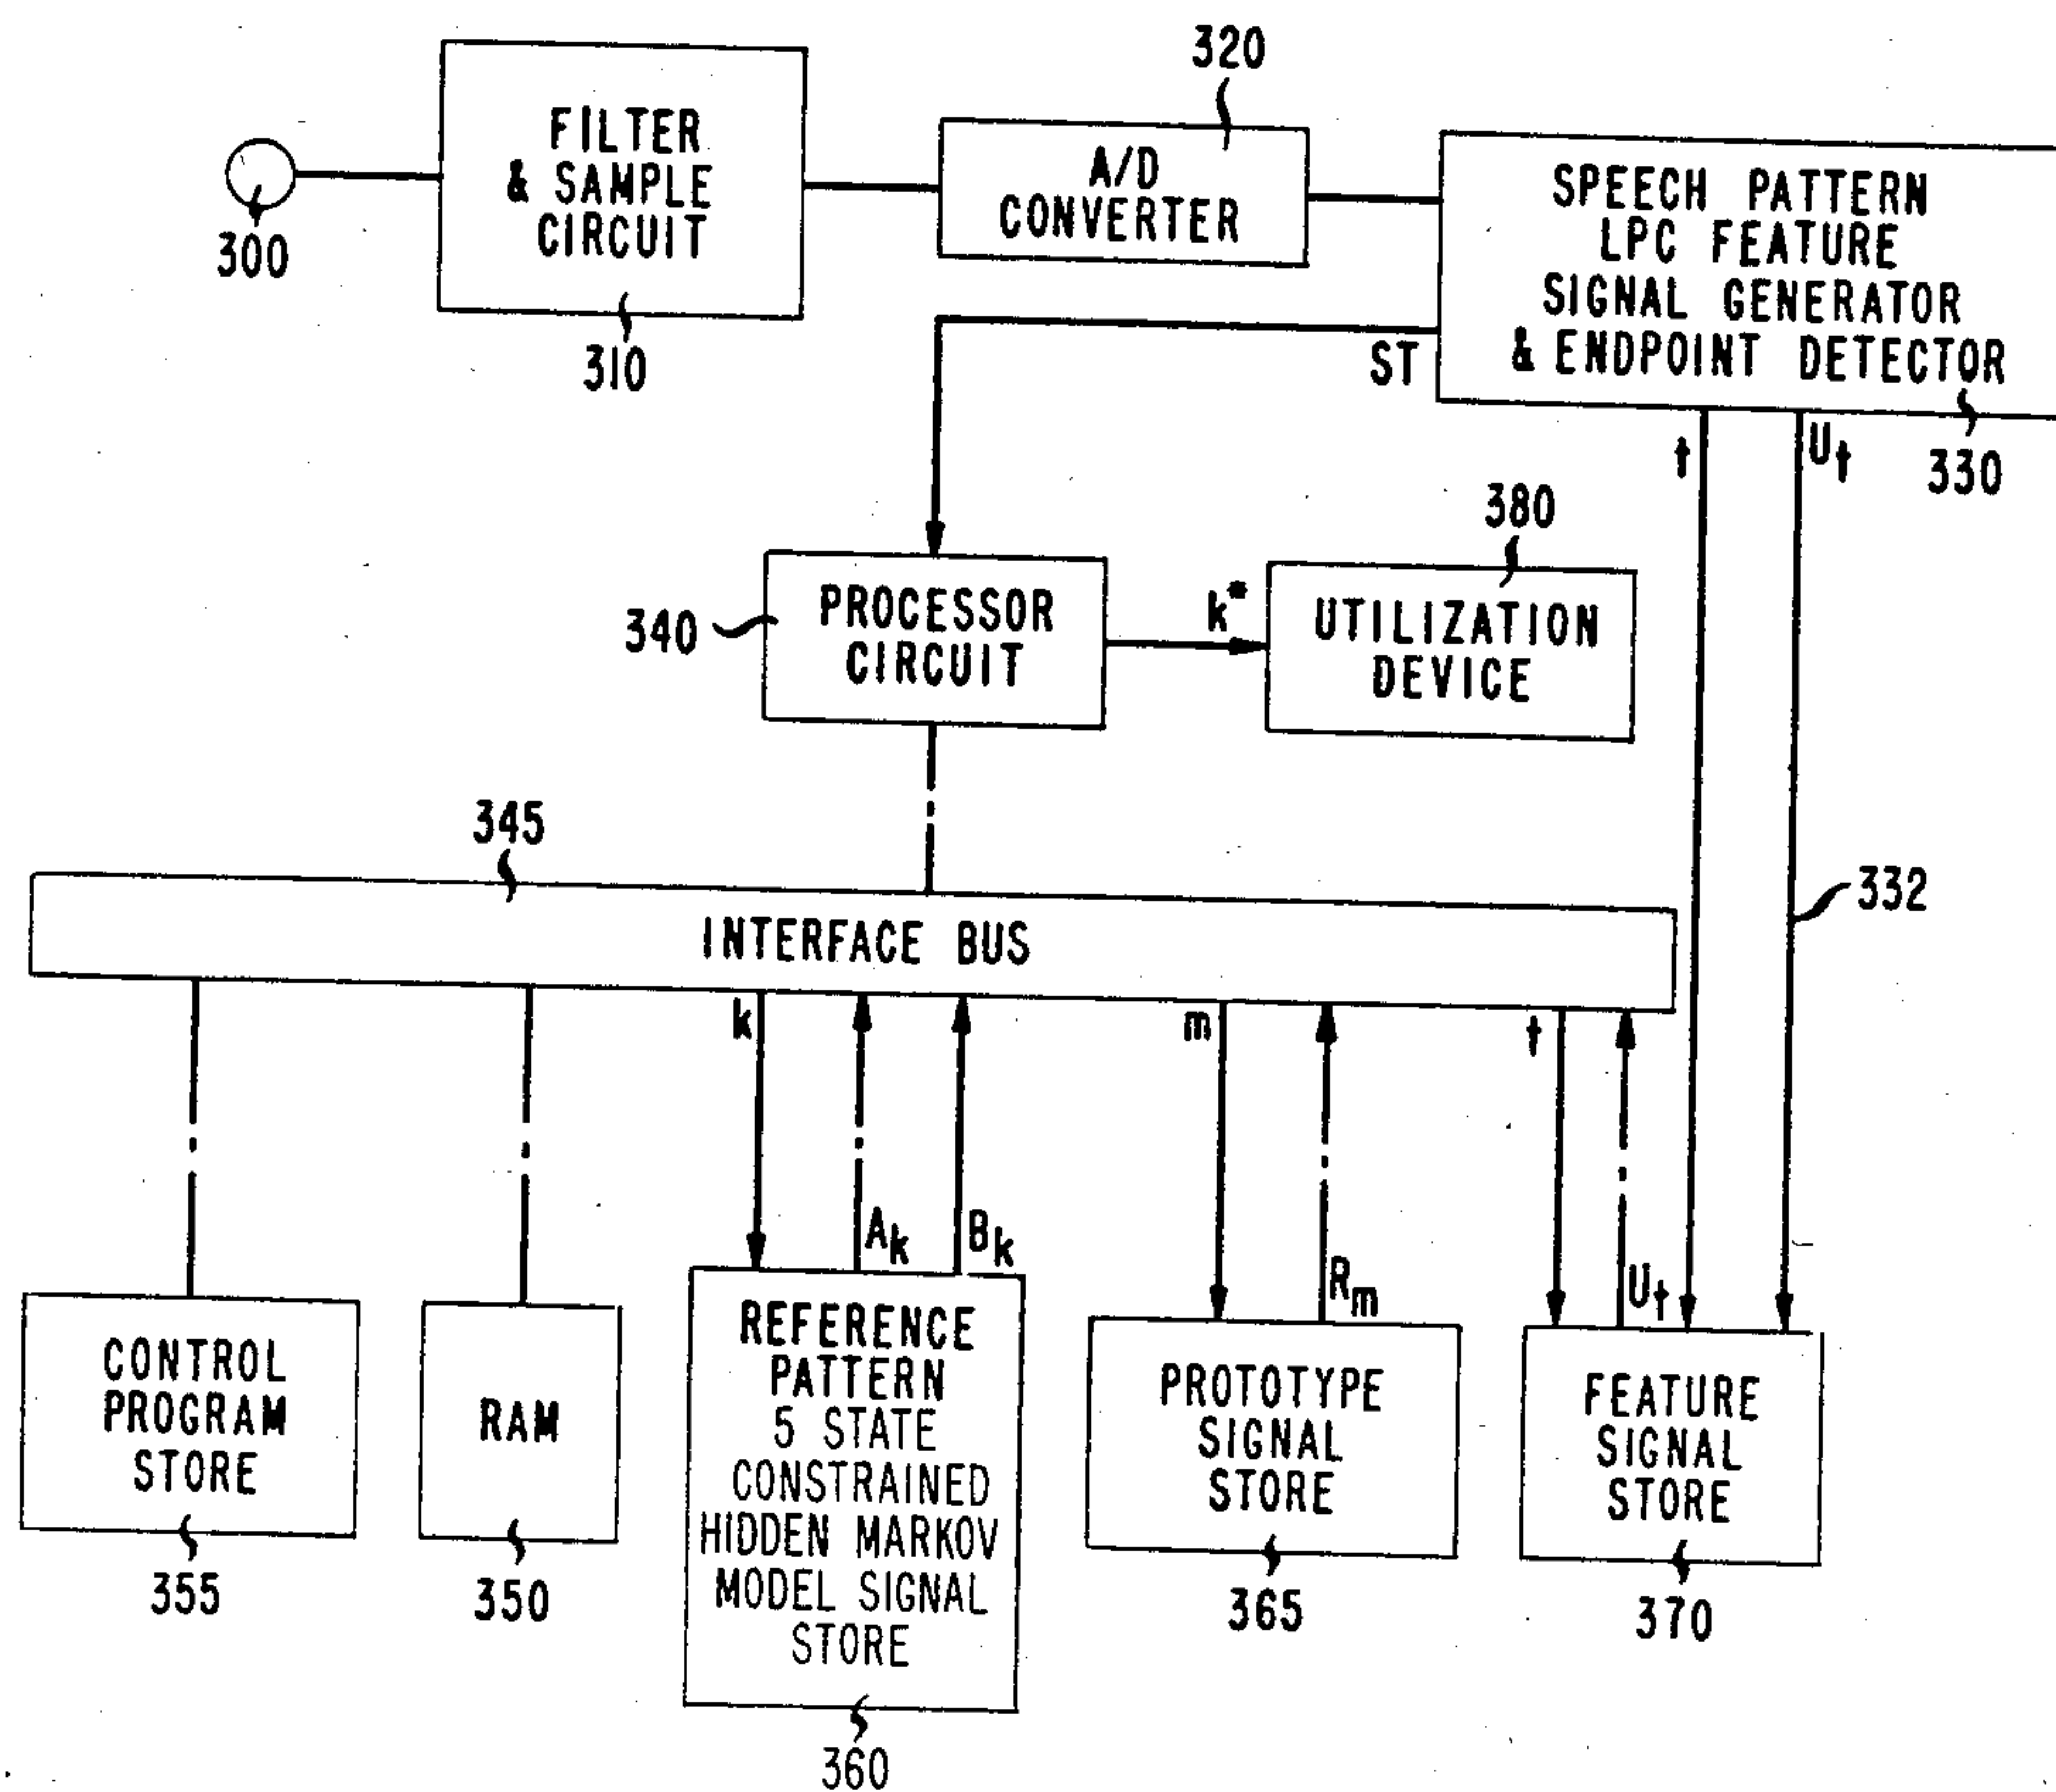 320
FILTER
& SAMPLE
CIRCUIT
A/D
CONVERTER
SPEECH PATTERN
LPC FEATURE
SIGNAL GENERATOR
& ENDPOINT DETECTOR
300
310
ST
t
Ut
330
380
340
PROCESSOR
CIRCUIT
k*
UTILIZATION
DEVICE
345
332
INTERFACE BUS
k
m
t
Ak
Bk
Rm
Ut
CONTROL
PROGRAM
STORE
RAM
REFERENCE
PATTERN
5 STATE
CONSTRAINED
HIDDEN MARKOV
MODEL SIGNAL
STORE
PROTOTYPE
SIGNAL
STORE
FEATURE
SIGNAL
STORE
355
350
365
370
360